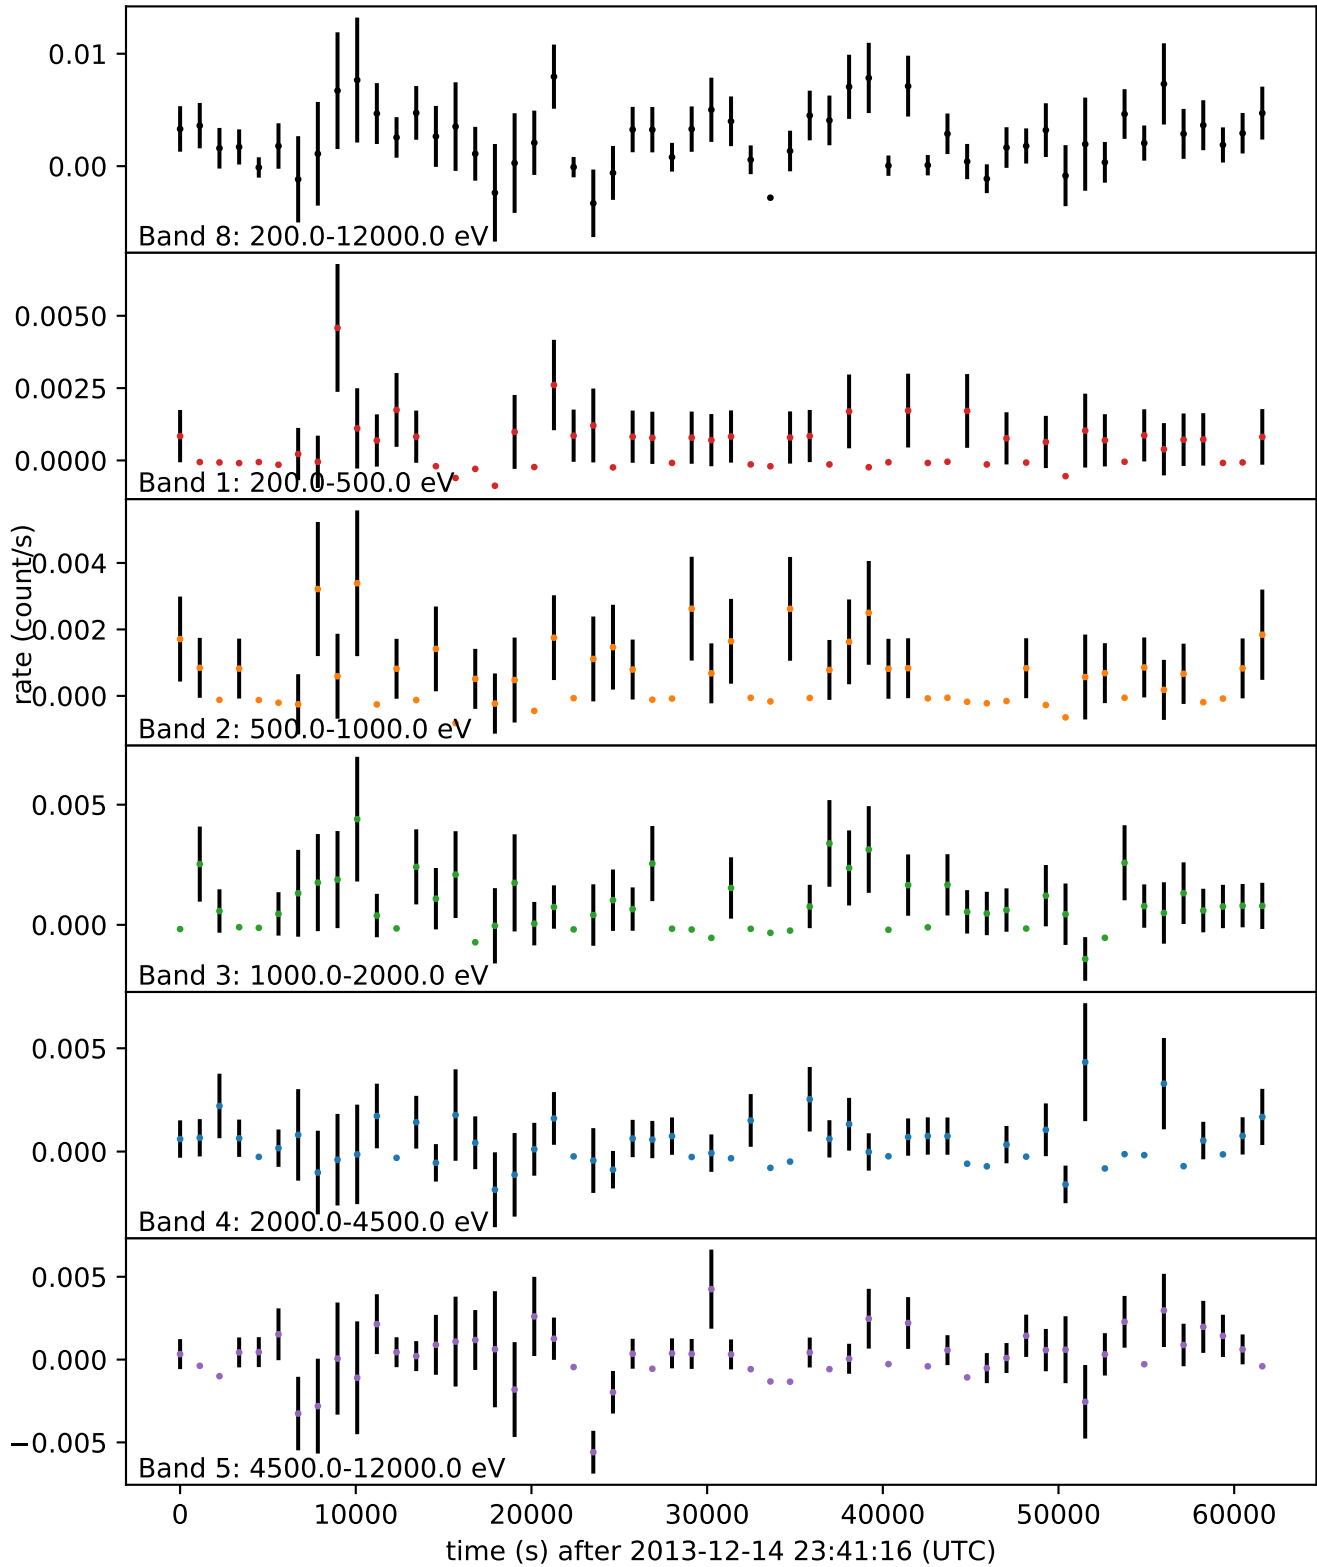 0.01
0.00
Band 8: 200.0-12000.0 eV
0.0050
0.0025
0.0000
Band 1: 200.0-500.0 eV
rate (count/s)
0.004
0.002
0.000
Band 2: 500.0-1000.0 eV
0.005
0.000
Band 3: 1000.0-2000.0 eV
0.005
0.000
Band 4: 2000.0-4500.0 eV
0.005
0.000
−0.005
Band 5: 4500.0-12000.0 eV
0 10000 20000 30000 40000 50000 60000
time (s) after 2013-12-14 23:41:16 (UTC)